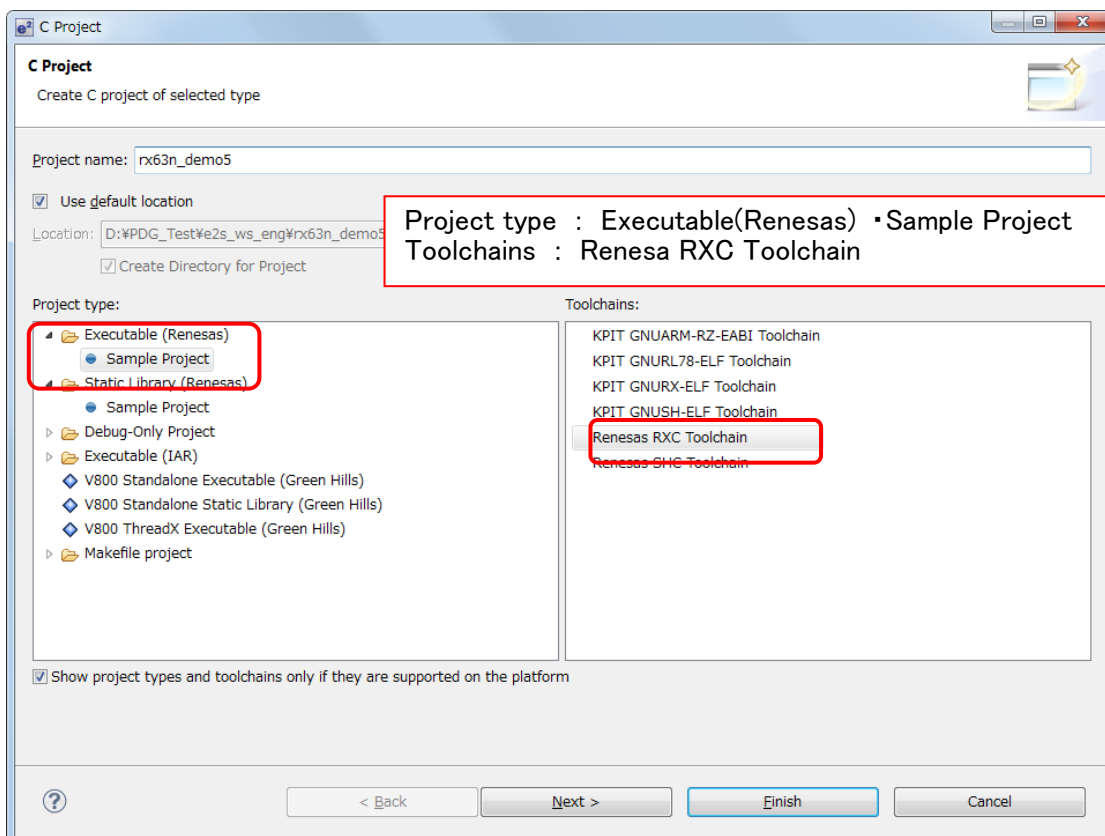 e² C Project
C Project
Create C project of selected type
Project name: rx63n_demo5
Use default location
Location: D:¥PDG_Test¥e2s_ws_eng¥rx63n_demo5
Create Directory for Project
Project type : Executable(Renesas) ・Sample Project
Toolchains : Renesa RXC Toolchain
Project type:
Executable (Renesas)
Sample Project
Static Library (Renesas)
Sample Project
Debug-Only Project
Executable (IAR)
V800 Standalone Executable (Green Hills)
V800 Standalone Static Library (Green Hills)
V800 ThreadX Executable (Green Hills)
Makefile project
Toolchains:
KPIT GNUARM-RZ-EABI Toolchain
KPIT GNURL78-ELF Toolchain
KPIT GNURX-ELF Toolchain
KPIT GNUSH-ELF Toolchain
Renesas RXC Toolchain
Renesas SHC Toolchain
Show project types and toolchains only if they are supported on the platform
? < Back Next > Finish Cancel